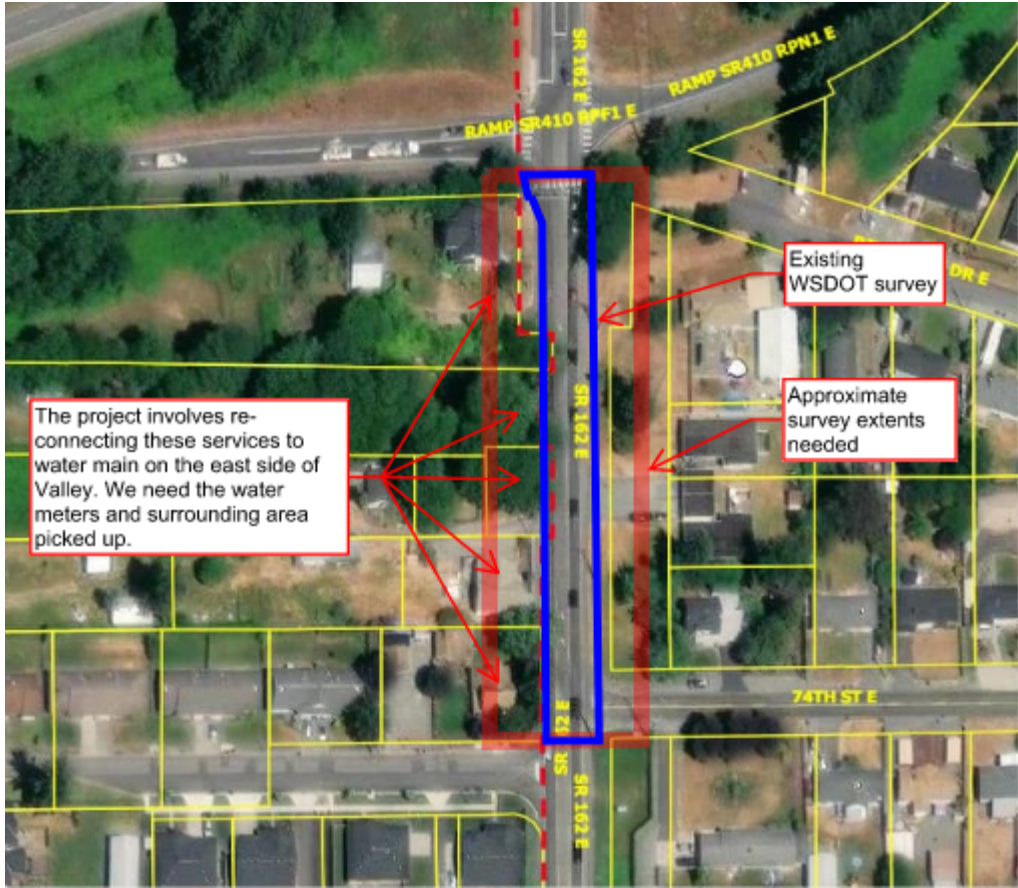 SR 162 E
RAMP SR410 RPN1 E
RAMP SR410 RPF1 E
Existing
WSDOT survey
DR E
SR 162 E
Approximate
survey extents
needed
The project involves re-
connecting these services to
water main on the east side of
Valley. We need the water
meters and surrounding area
picked up.
74TH ST E
SR 162 E